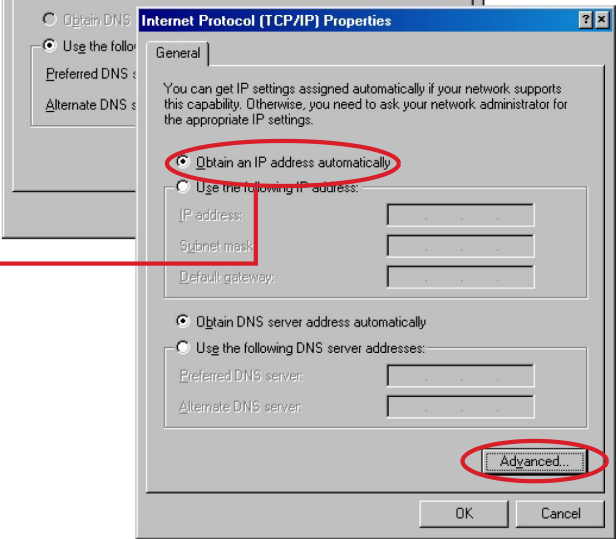 Obtain DNS
Use the follo
Preferred DNS s
Alternate DNS s
Internet Protocol (TCP/IP) Properties
General
You can get IP settings assigned automatically if your network supports
this capability. Otherwise, you need to ask your network administrator for
the appropriate IP settings.
Obtain an IP address automatically
Use the following IP address:
IP address:
Subnet mask
Default gateway:
Obtain DNS server address automatically
Use the following DNS server addresses:
Preferred DNS server:
Alternate DNS server:
Advanced...
OK Cancel